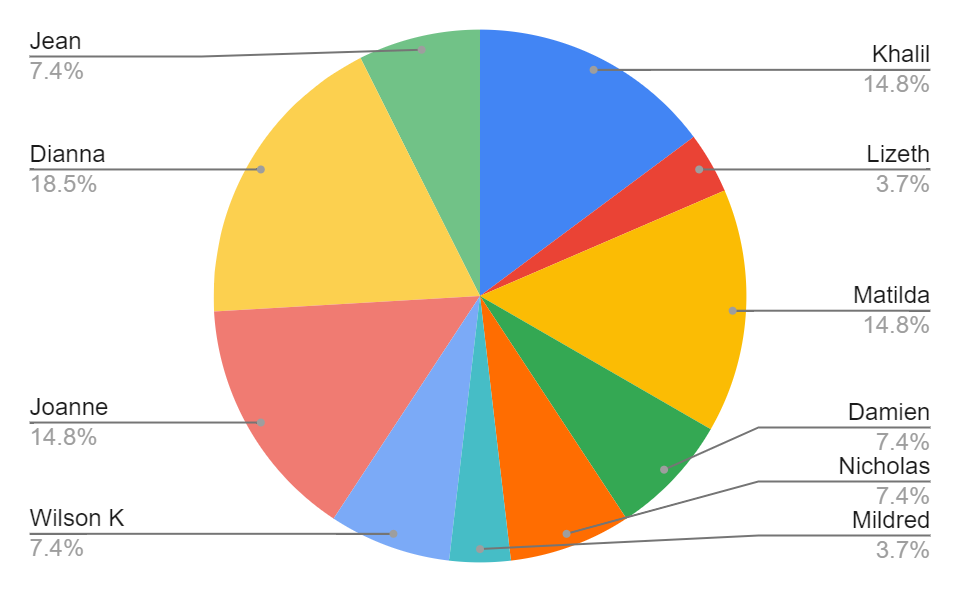 Jean
7.4%
Khalil
14.8%
Dianna
18.5%
Lizeth
3.7%
Matilda
14.8%
Joanne
14.8%
Damien
7.4%
Nicholas
7.4%
Wilson K
7.4%
Mildred
3.7%